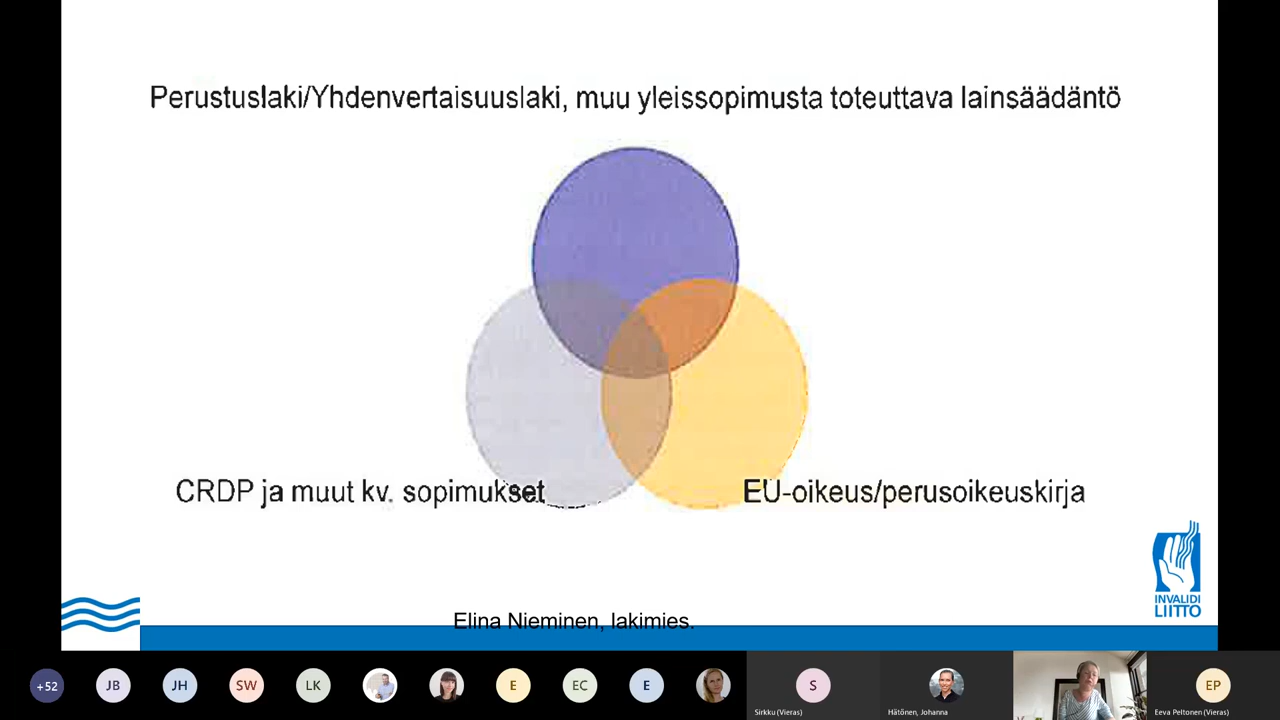 Perustuslaki/Yhdenvertaisuuslaki, muu yleissopimusta toteuttava lainsäädäntö
CRDP ja muut kv. sopimukset
EU-oikeus/perusoikeuskirja
INVALIDI
LIITTO
Elina Nieminen, lakimies.
+52
JB
JH
SW
LK
E
EC
E
S
EP
Sirkku (Vieras)
Hätönen, Johanna
Eeva Peltonen (Vieras)